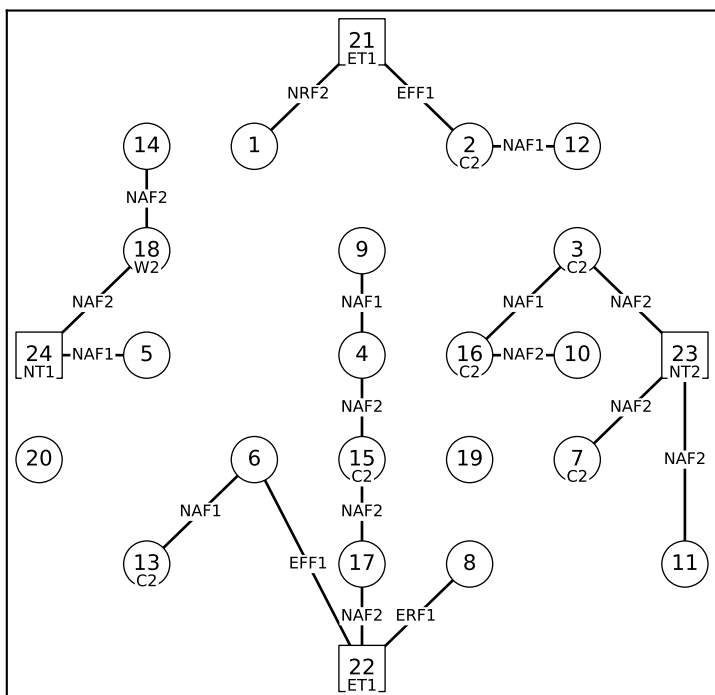 21
ET1
NRF2 EFF1
14 1 2 NAF1 12
C2
NAF2
18 9 3
W2 C2
NAF2 NAF1 NAF1 NAF2
24 NAF1 5 4 16 NAF2 10 23
NT1 C2 NT2
NAF2 NAF2
20 6 15 19 7 NAF2
C2 C2
NAF1 NAF2
13 EFF1 17 8 11
C2
NAF2 ERF1
22
ET1